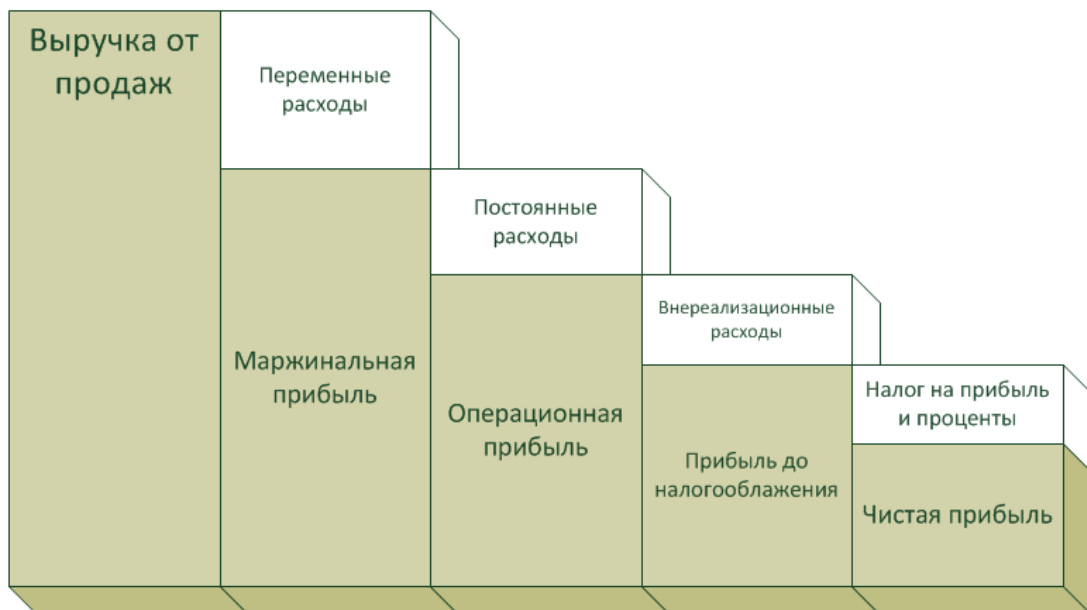 Выручка от
продаж
Переменные
расходы
Маржинальная
прибыль
Постоянные
расходы
Операционная
прибыль
Внереализационные
расходы
Прибыль до
налогооблажения
Налог на прибыль
и проценты
Чистая прибыль